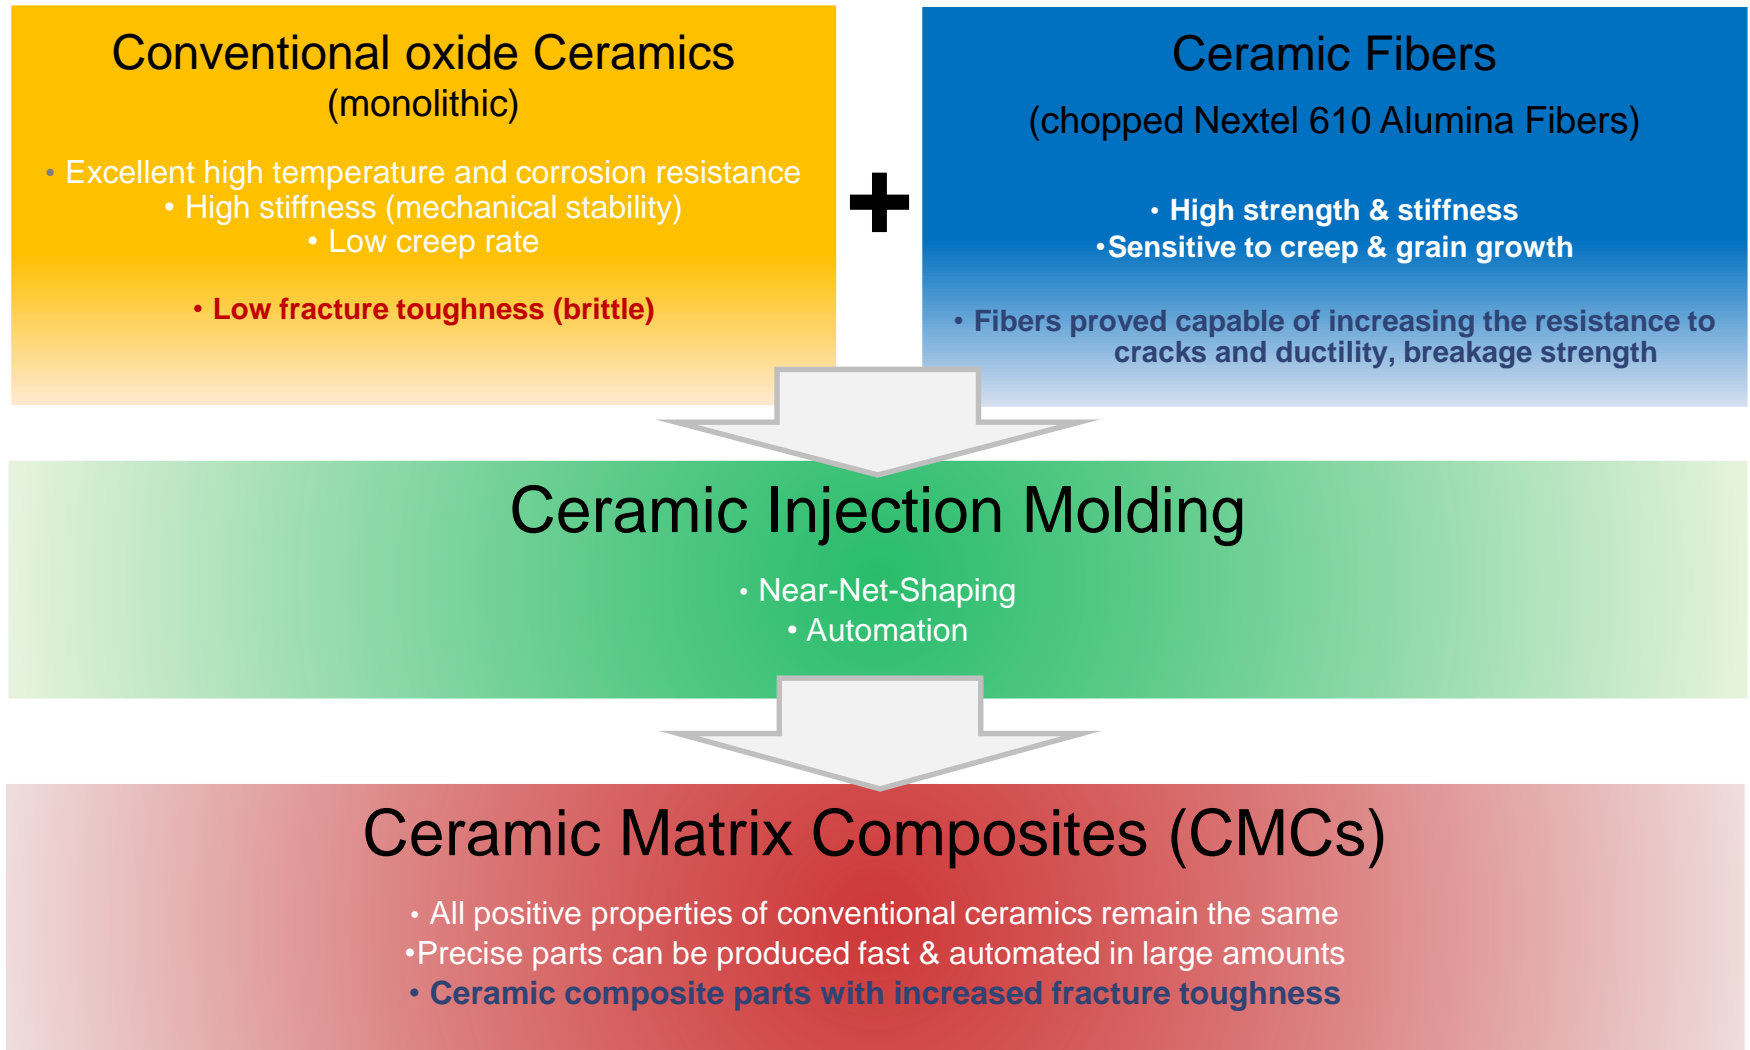 Conventional oxide Ceramics
(monolithic)
• Excellent high temperature and corrosion resistance
• High stiffness (mechanical stability)
• Low creep rate
• Low fracture toughness (brittle)
+
Ceramic Fibers
(chopped Nextel 610 Alumina Fibers)
• High strength & stiffness
•Sensitive to creep & grain growth
• Fibers proved capable of increasing the resistance to
cracks and ductility, breakage strength
Ceramic Injection Molding
• Near-Net-Shaping
• Automation
Ceramic Matrix Composites (CMCs)
• All positive properties of conventional ceramics remain the same
•Precise parts can be produced fast & automated in large amounts
• Ceramic composite parts with increased fracture toughness